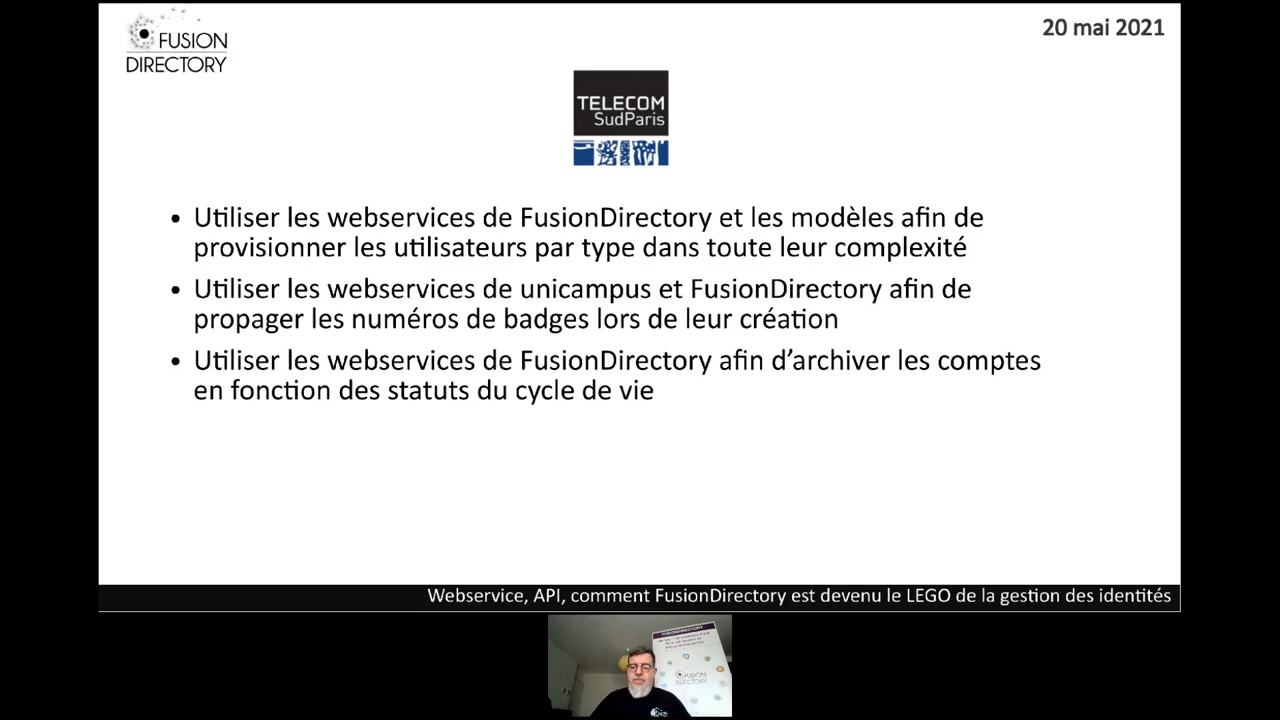 FUSION
DIRECTORY
20 mai 2021
TELECOM
SudParis
• Utiliser les webservices de FusionDirectory et les modèles afin de
provisionner les utilisateurs par type dans toute leur complexité
• Utiliser les webservices de unicampus et FusionDirectory afin de
propager les numéros de badges lors de leur création
• Utiliser les webservices de FusionDirectory afin d’archiver les comptes
en fonction des statuts du cycle de vie
Webservice, API, comment FusionDirectory est devenu le LEGO de la gestion des identités
FUSIONDIRECTORY
FUSION
DIRECTORY